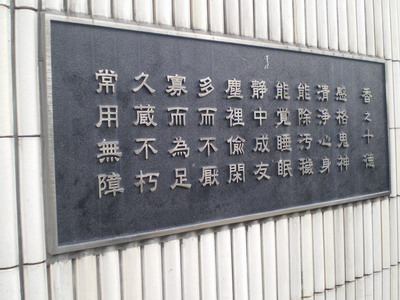 香之十徳
感格鬼神
清淨心身
能除汚穢
能覚睡眠
静中成友
塵裡偸閑
多而不厭
寡而為足
久蔵不朽
常用無障